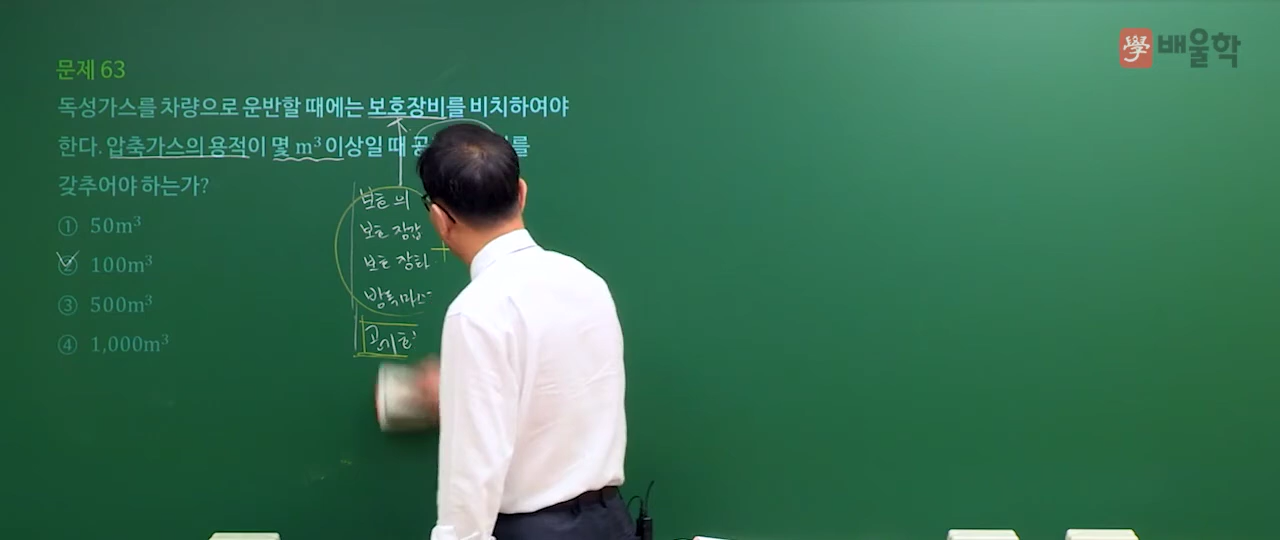 學 배울학
문제 63
독성가스를 차량으로 운반할 때에는 보호장비를 비치하여야
한다. 압축가스의 용적이 몇 m³ 이상일 때 를
갖추어야 하는가?
① 50m³
② 100m³
③ 500m³
④ 1,000m³
보호의
보호장갑
보호장화
방독마스
공기호